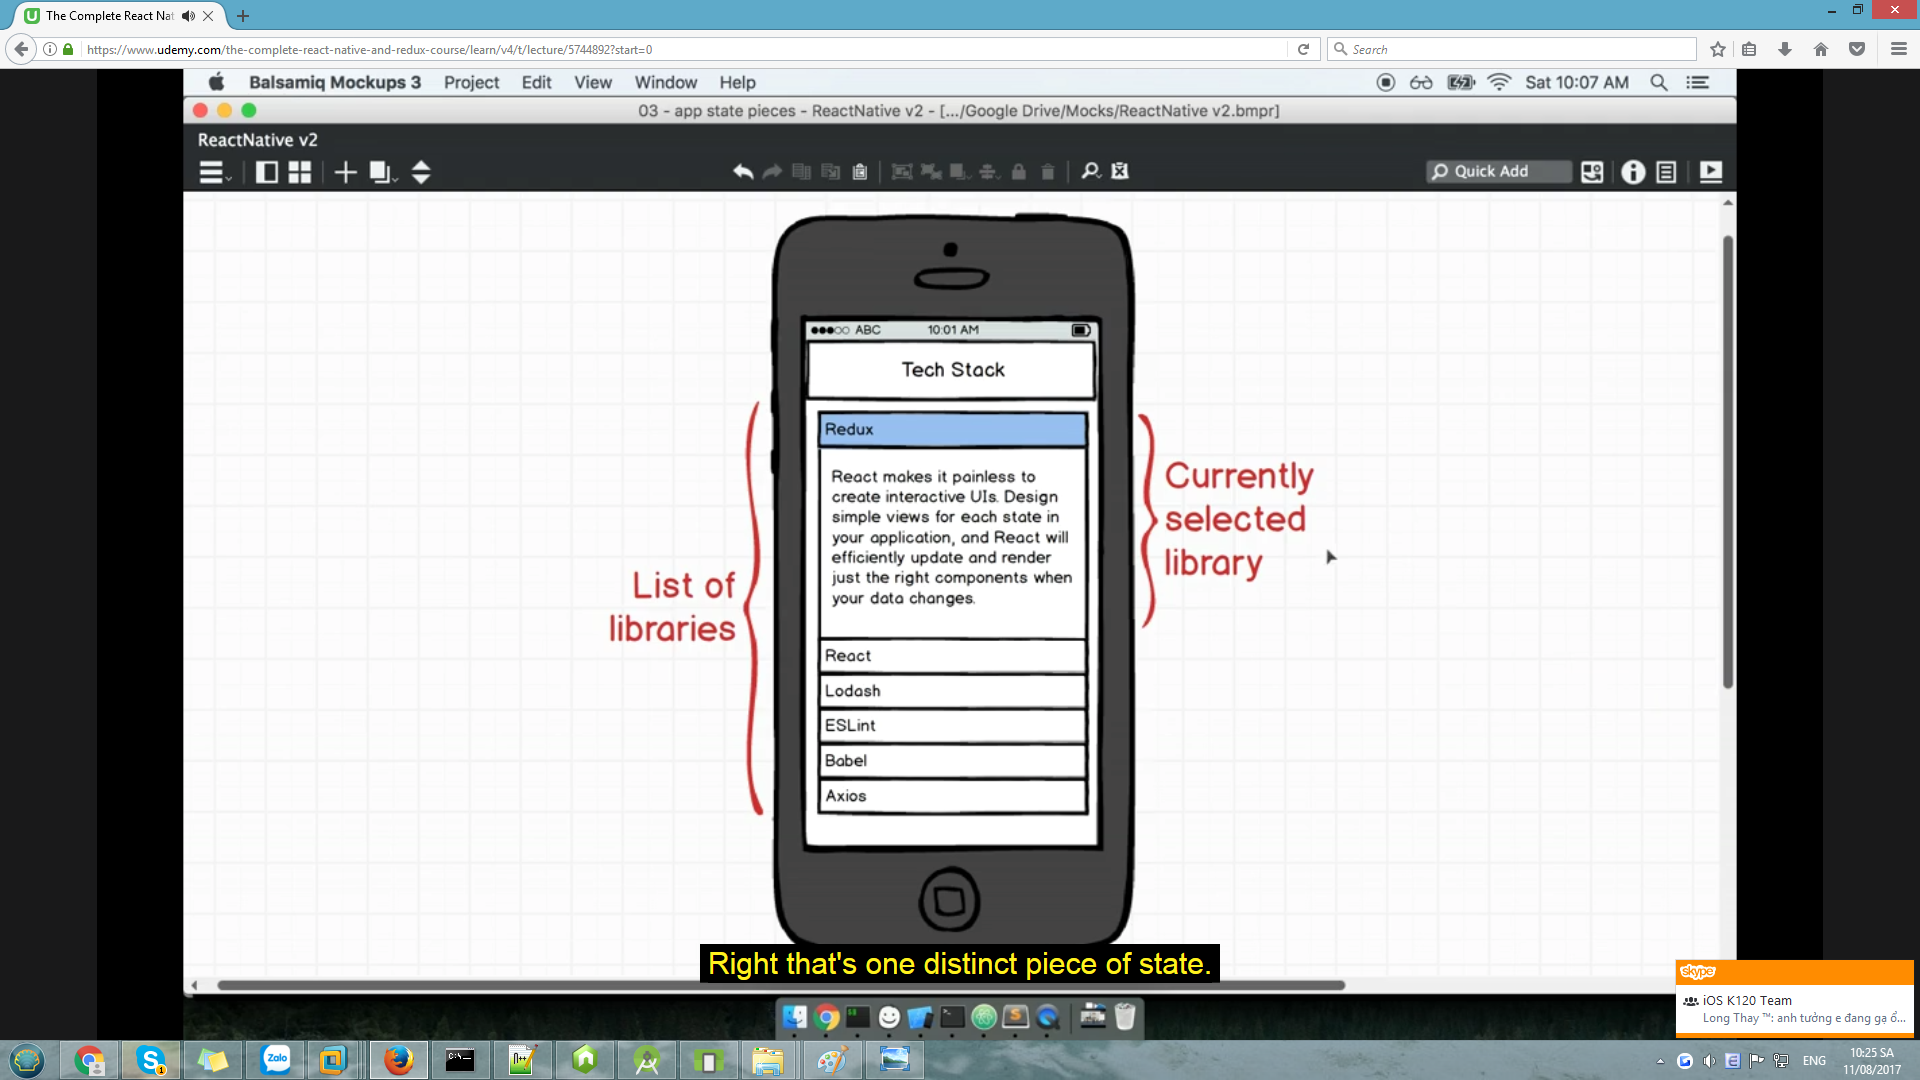 The Complete React Nat
https://www.udemy.com/the-complete-react-native-and-redux-course/learn/v4/t/lecture/5744892?start=0
Search
Balsamiq Mockups 3 Project Edit View Window Help
Sat 10:07 AM
03 - app state pieces - ReactNative v2 - [.../Google Drive/Mocks/ReactNative v2.bmpr]
ReactNative v2
Quick Add
ABC 10:01 AM
Tech Stack
Redux
React makes it painless to
create interactive UIs. Design
simple views for each state in
your application, and React will
efficiently update and render
just the right components when
your data changes.
React
Lodash
ESLint
Babel
Axios
List of
libraries
Currently
selected
library
Right that's one distinct piece of state.
skype
iOS K120 Team
Long Thay ™: anh tưởng e đang gạ ổ...
Zalo
ENG
10:25 SA
11/08/2017